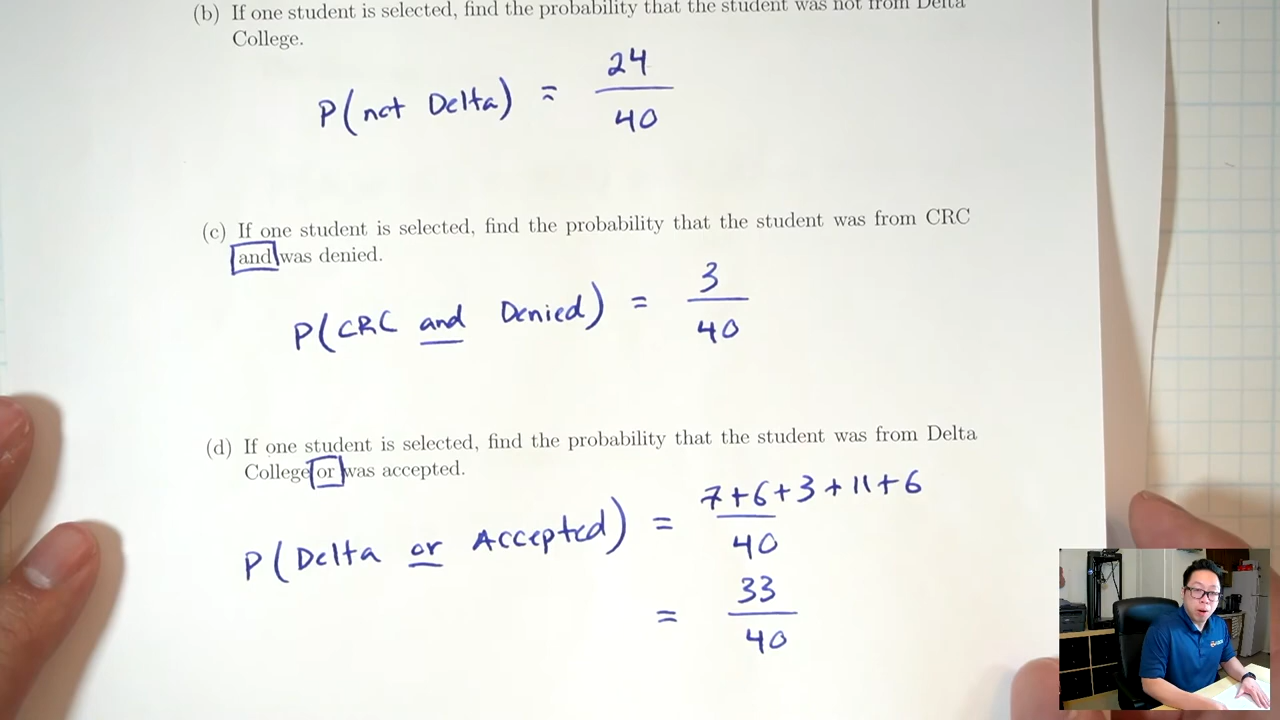 (b) If one student is selected, find the probability that the student was not from Delta
College.
P(not Delta) = 24/40
(c) If one student is selected, find the probability that the student was from CRC
and was denied.
P(CRC and Denied) = 3/40
(d) If one student is selected, find the probability that the student was from Delta
College or was accepted.
P(Delta or Accepted) = 7+6+3+11+6/40
= 33/40